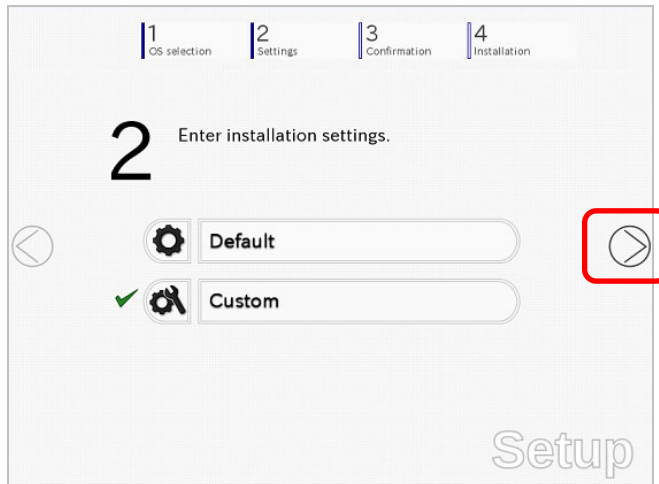 1
OS selection
2
Settings
3
Confirmation
4
Installation
2
Enter installation settings.
Default
Custom
Setup